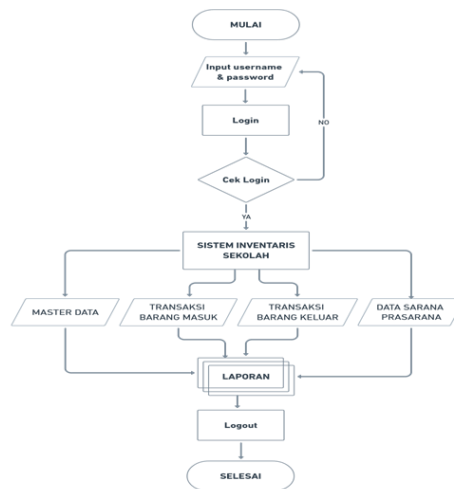 MULAI
Input username
& password
Login
NO
Cek Login
YA
SISTEM INVENTARIS
SEKOLAH
MASTER DATA
TRANSAKSI
BARANG MASUK
TRANSAKSI
BARANG KELUAR
DATA SARANA
PRASARANA
LAPORAN
Logout
SELESAI